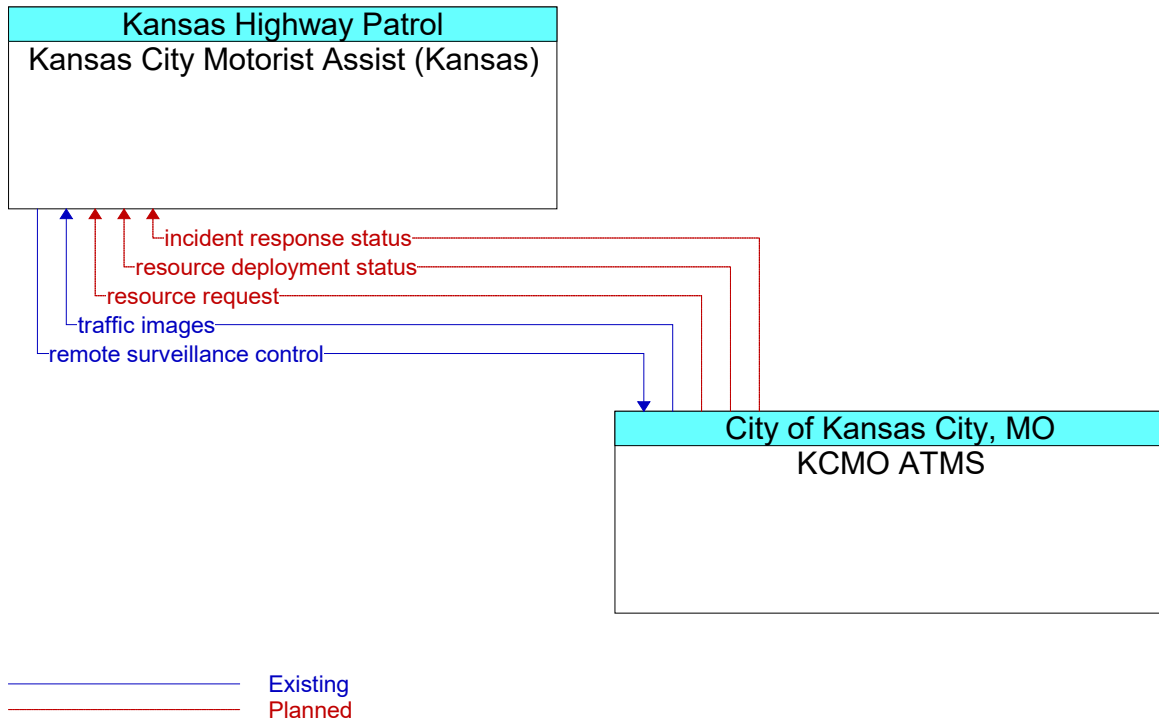 Kansas Highway Patrol
Kansas City Motorist Assist (Kansas)
incident response status
resource deployment status
resource request
traffic images
remote surveillance control
City of Kansas City, MO
KCMO ATMS
Existing
Planned